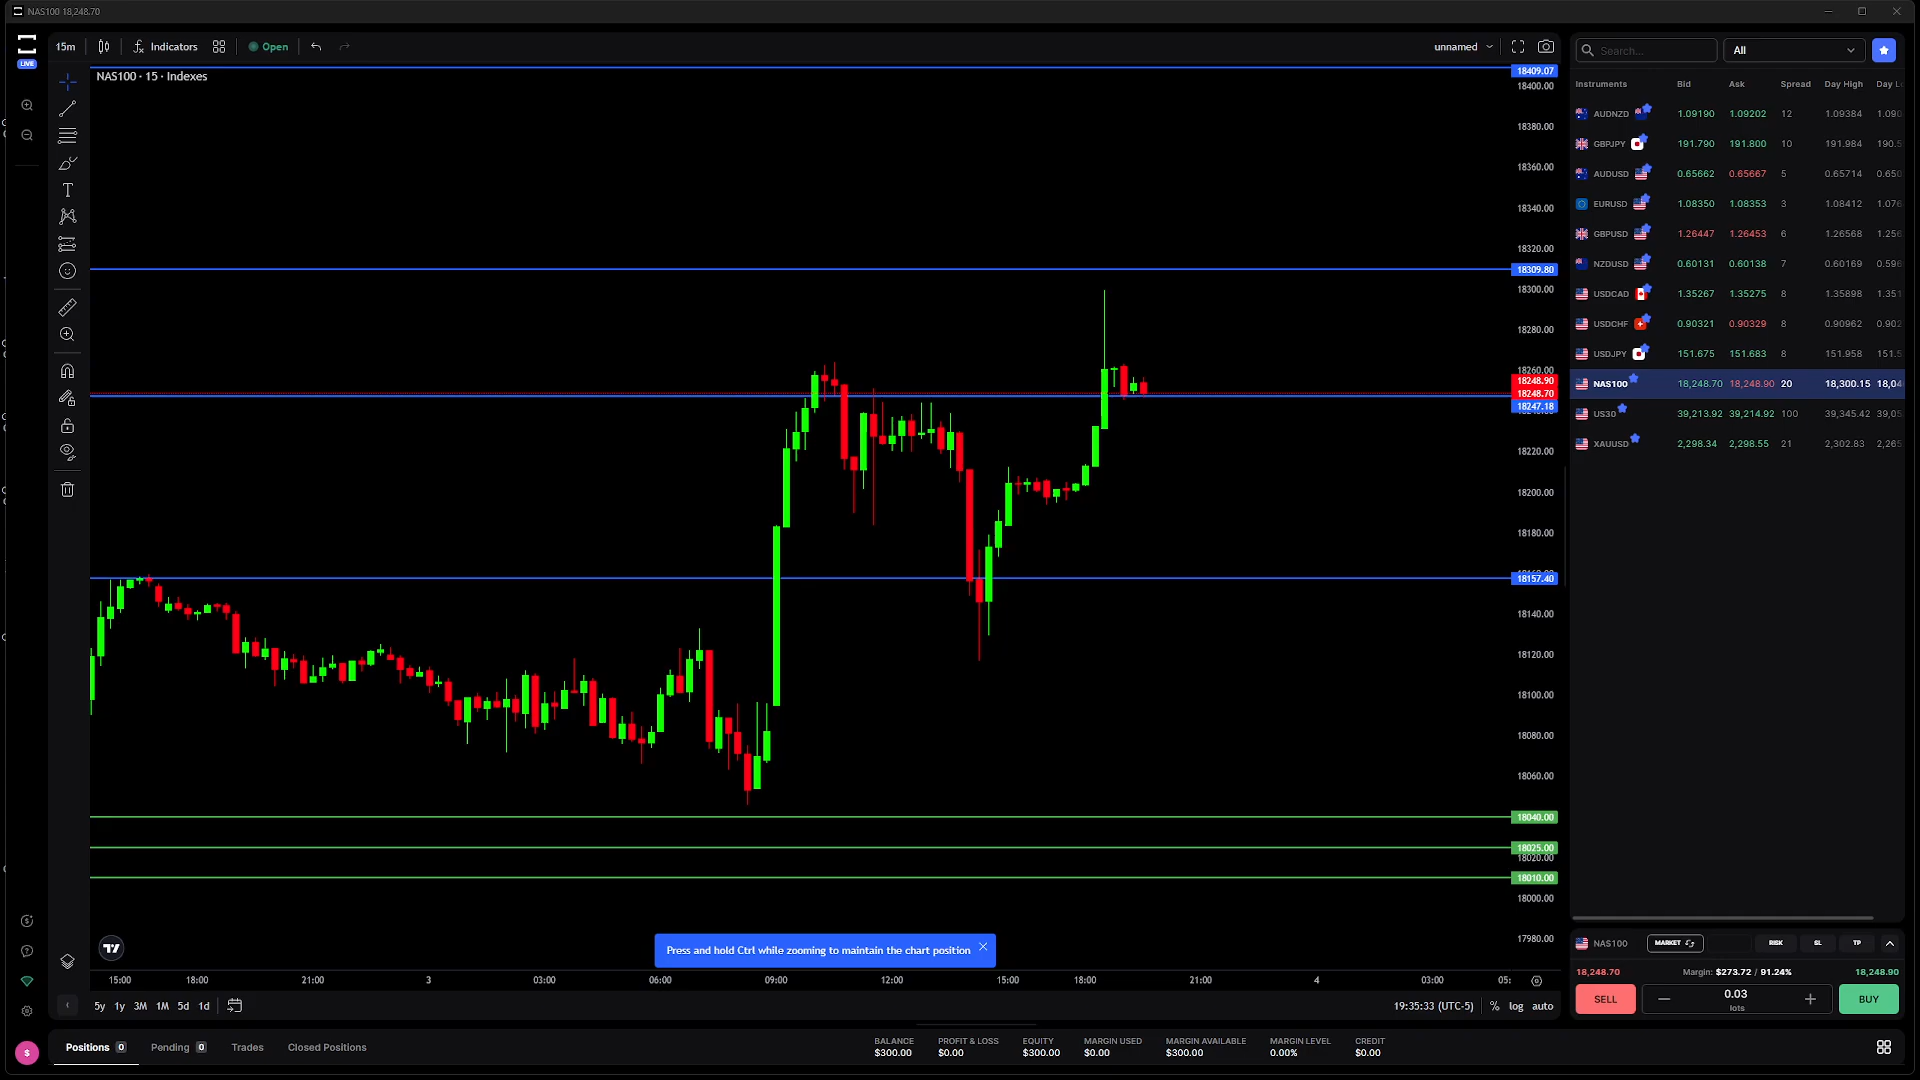 NAS100 18,248.70
LIVE
15m
Indicators
Open
unnamed
NAS100 · 15 · Indexes
18409.07
18400.00
18380.00
18360.00
18340.00
18320.00
18309.80
18300.00
18280.00
18260.00
18248.90
18248.70
18247.18
18220.00
18200.00
18180.00
18157.40
18140.00
18120.00
18100.00
18080.00
18060.00
18040.00
18025.00
18020.00
18010.00
18000.00
17980.00
Press and hold Ctrl while zooming to maintain the chart position
15:00 18:00 21:00 3 03:00 06:00 09:00 12:00 15:00 18:00 21:00 4 03:00 05:
5y 1y 3M 1M 5d 1d
19:35:33 (UTC-5) % log auto
Search...
All
Instruments Bid Ask Spread Day High Day L
AUDNZD 1.09190 1.09202 12 1.09384 1.090
GBPJPY 191.790 191.800 10 191.984 190.5
AUDUSD 0.65662 0.65667 5 0.65714 0.650
EURUSD 1.08350 1.08353 3 1.08412 1.076
GBPUSD 1.26447 1.26453 6 1.26568 1.256
NZDUSD 0.60131 0.60138 7 0.60169 0.596
USDCAD 1.35267 1.35275 8 1.35898 1.351
USDCHF 0.90321 0.90329 8 0.90962 0.902
USDJPY 151.675 151.683 8 151.958 151.5
NAS100 18,248.70 18,248.90 20 18,300.15 18,04
US30 39,213.92 39,214.92 100 39,345.42 39,05
XAUUSD 2,298.34 2,298.55 21 2,302.83 2,265
NAS100 MARKET RISK SL TP
18,248.70 Margin: $273.72 / 91.24% 18,248.90
SELL 0.03 BUY
lots
Positions 0 Pending 0 Trades Closed Positions
BALANCE PROFIT & LOSS EQUITY MARGIN USED MARGIN AVAILABLE MARGIN LEVEL CREDIT
$300.00 $0.00 $300.00 $0.00 $300.00 0.00% $0.00
$